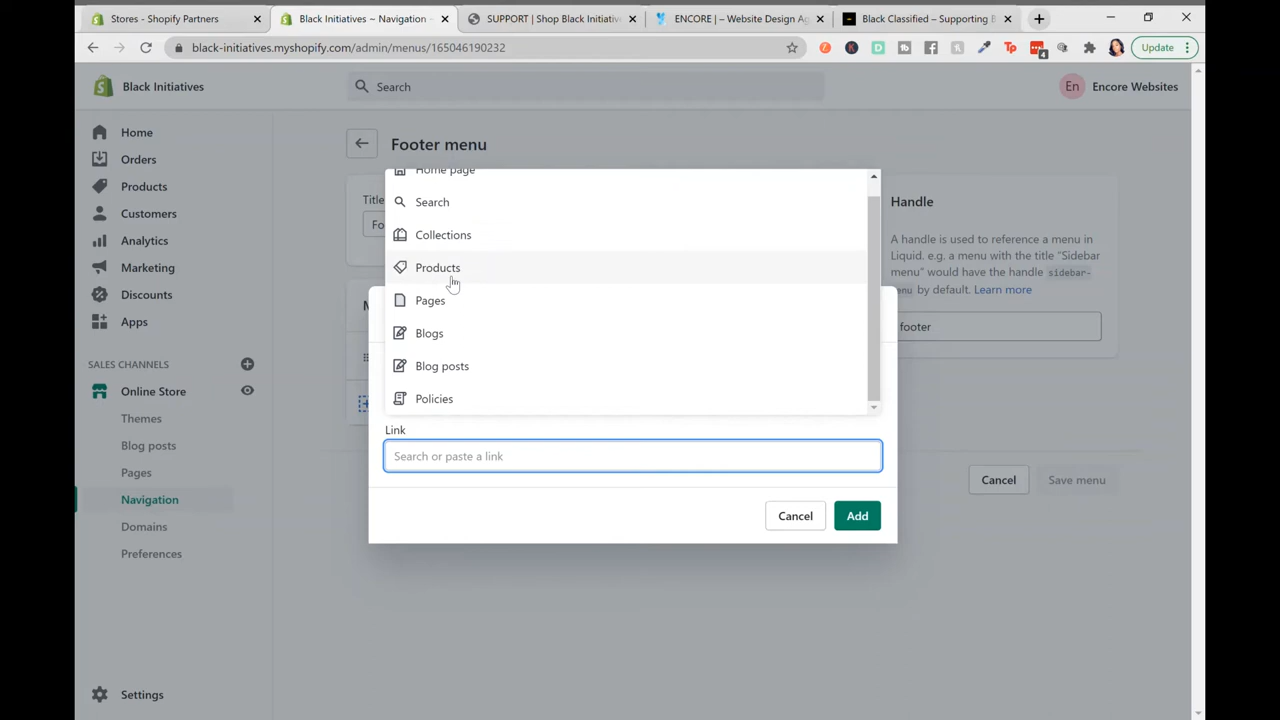 Stores - Shopify Partners
Black Initiatives ~ Navigation -
SUPPORT | Shop Black Initiativ
ENCORE | – Website Design Ag
Black Classified – Supporting B
black-initiatives.myshopify.com/admin/menus/165046190232
Update
Black Initiatives
Search
En
Encore Websites
Home
Orders
Products
Customers
Analytics
Marketing
Discounts
Apps
SALES CHANNELS
Online Store
Themes
Blog posts
Pages
Navigation
Domains
Preferences
Settings
Footer menu
Title
Fo
M
Home page
Search
Collections
Products
Pages
Blogs
Blog posts
Policies
Link
Search or paste a link
Cancel
Add
Handle
A handle is used to reference a menu in
Liquid. e.g. a menu with the title "Sidebar
menu" would have the handle sidebar-
menu by default. Learn more
footer
Cancel
Save menu